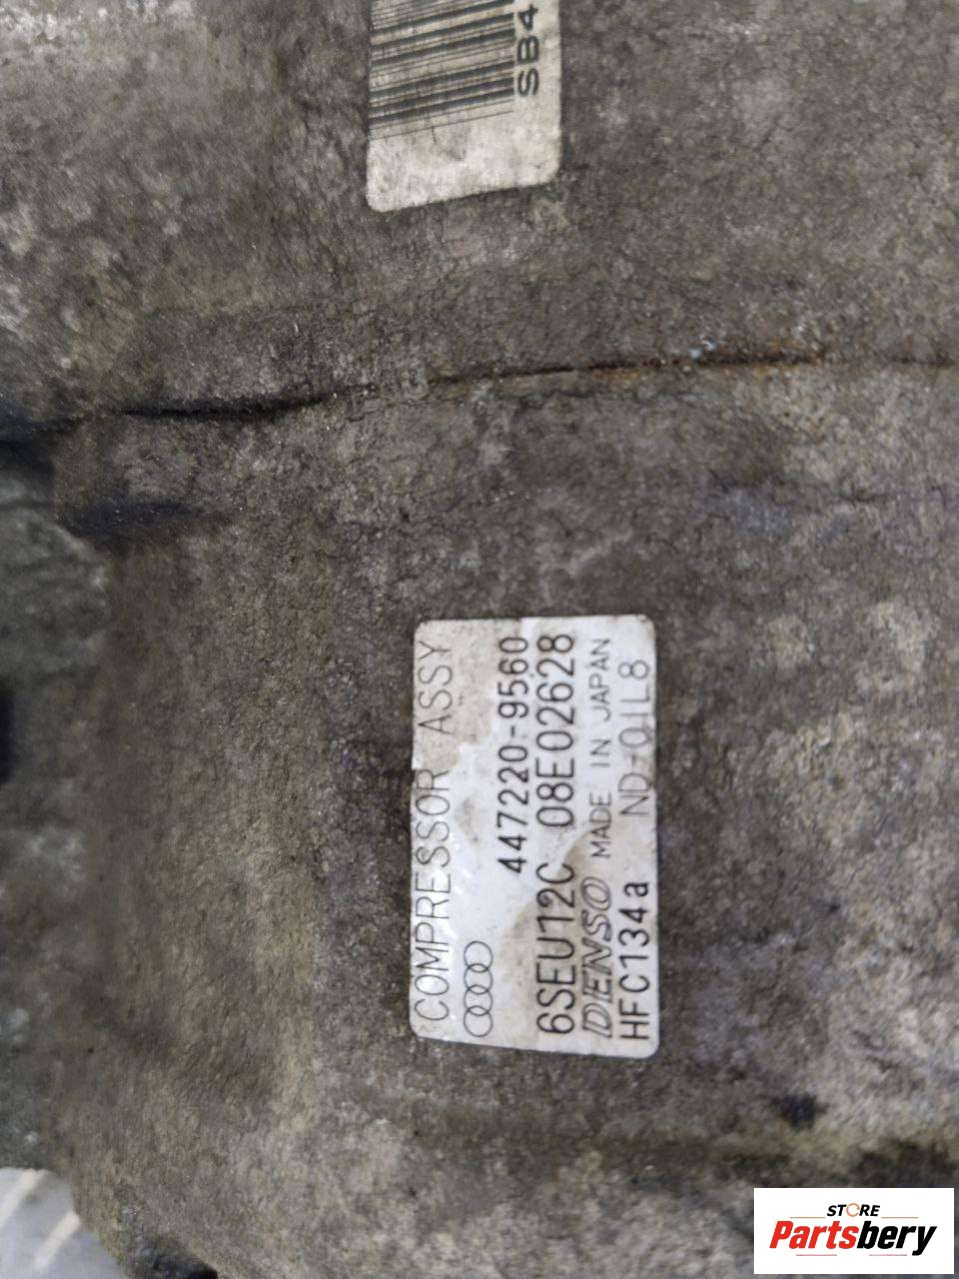 SB4
COMPRESSOR ASSY
447220-9560
6SEU12C 08E02628
DENSO MADE IN JAPAN
HFC134a ND-OIL8
STORE
Partsbery